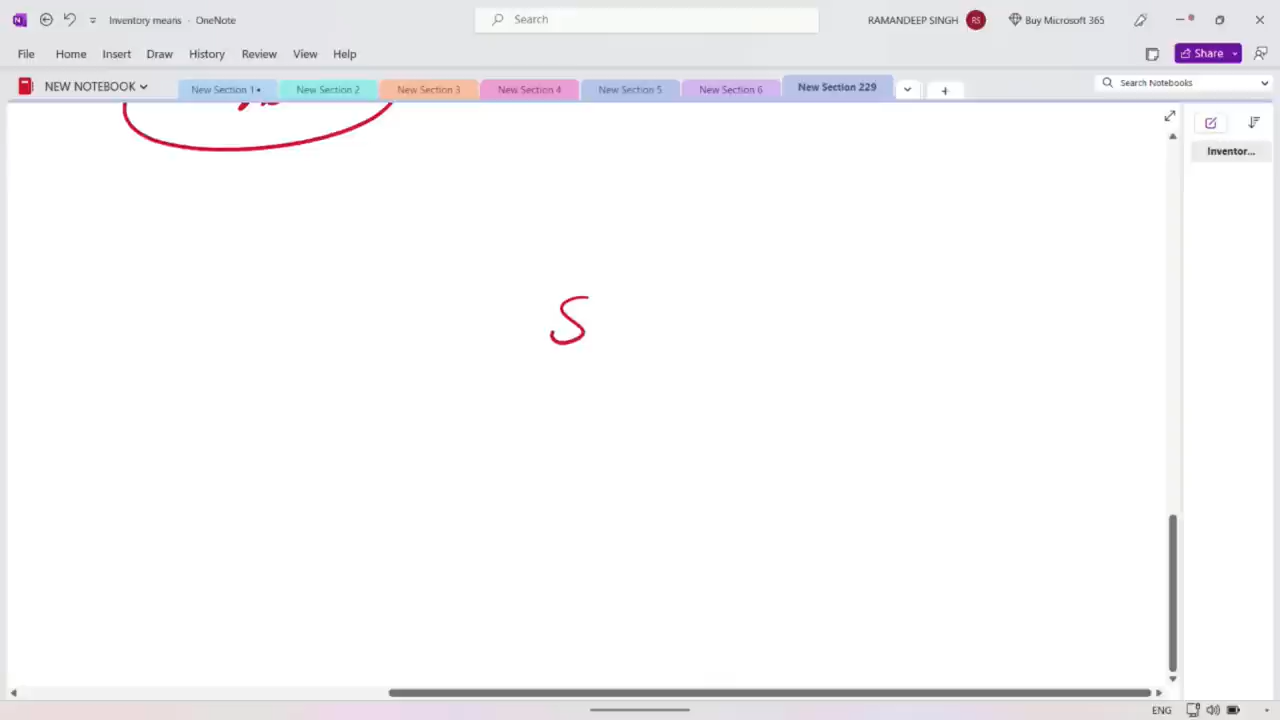 Inventory means - OneNote
Search
RAMANDEEP SINGH RS
Buy Microsoft 365
File Home Insert Draw History Review View Help
Share
NEW NOTEBOOK
New Section 1
New Section 2
New Section 3
New Section 4
New Section 5
New Section 6
New Section 229
+
Search Notebooks
Inventor...
S
ENG